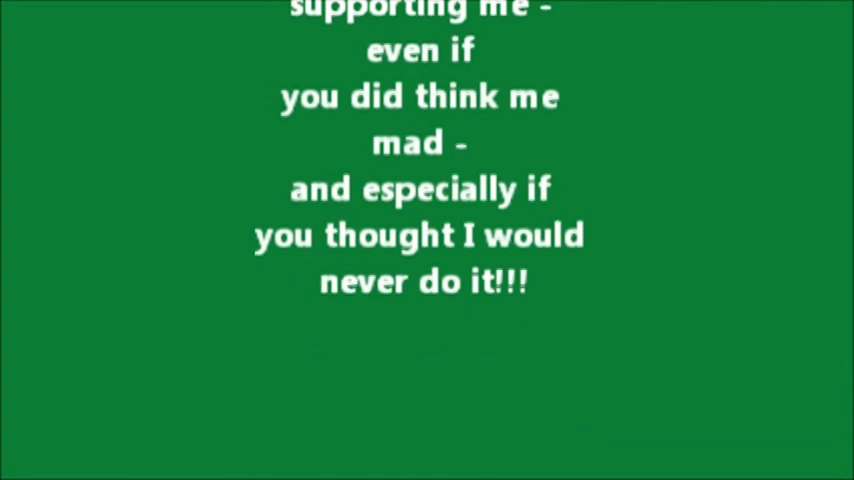 supporting me -
even if
you did think me
mad -
and especially if
you thought I would
never do it!!!